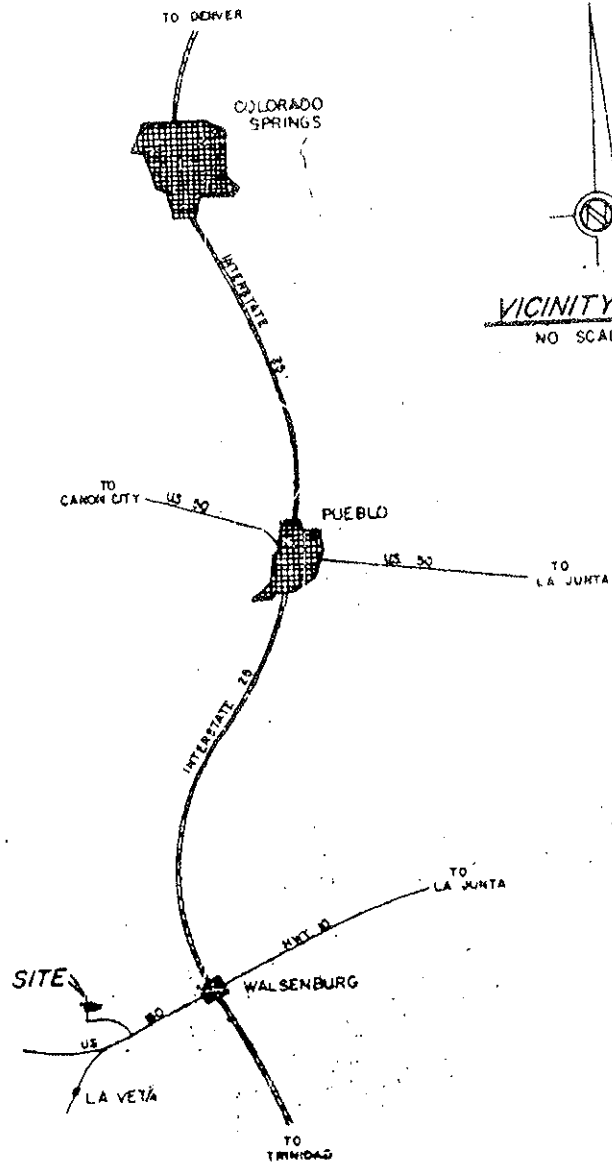 TO DENVER
COLORADO
SPRINGS
N
VICINITY
NO SCAL
INTERSTATE
25
TO
CANON CITY
US 50
PUEBLO
US 50
TO
LA JUNTA
INTERSTATE 25
TO
LA JUNTA
HWY 10
SITE
WALSENBURG
US
LA VETA
TO
TRINIDAD